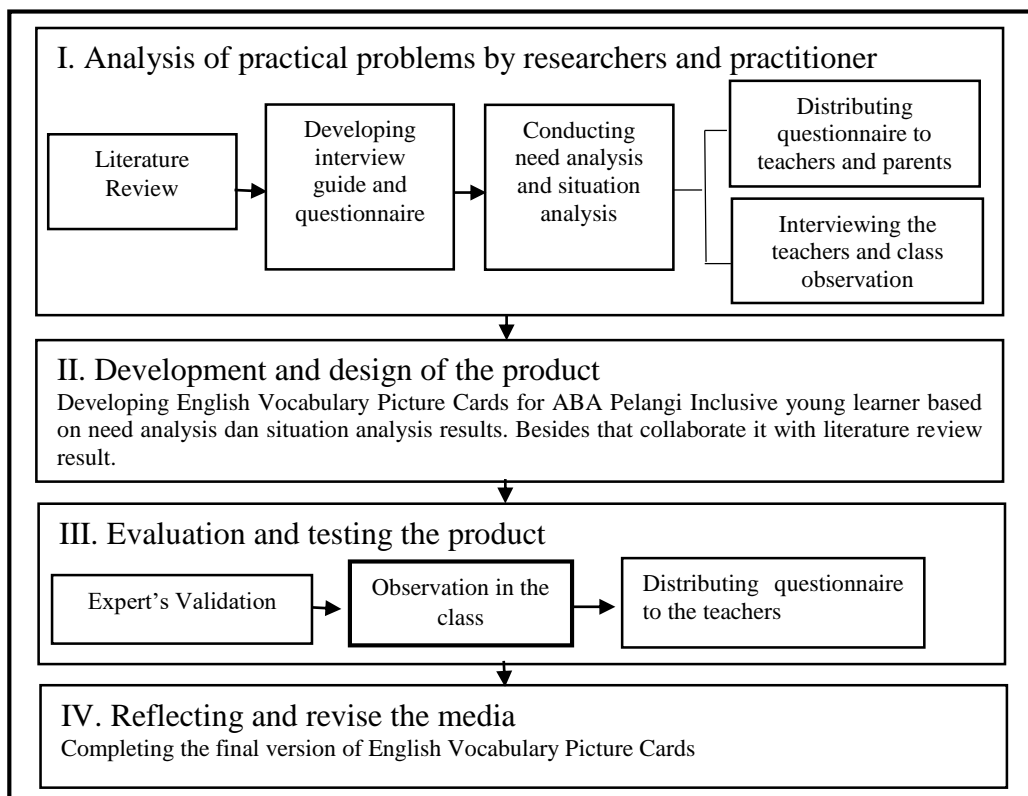 I. Analysis of practical problems by researchers and practitioner
Literature
Review
Developing
interview
guide and
questionnaire
Conducting
need analysis
and situation
analysis
Distributing
questionnaire to
teachers and parents
Interviewing the
teachers and class
observation
II. Development and design of the product
Developing English Vocabulary Picture Cards for ABA Pelangi Inclusive young learner based
on need analysis dan situation analysis results. Besides that collaborate it with literature review
result.
III. Evaluation and testing the product
Expert's Validation
Observation in the
class
Distributing questionnaire
to the teachers
IV. Reflecting and revise the media
Completing the final version of English Vocabulary Picture Cards